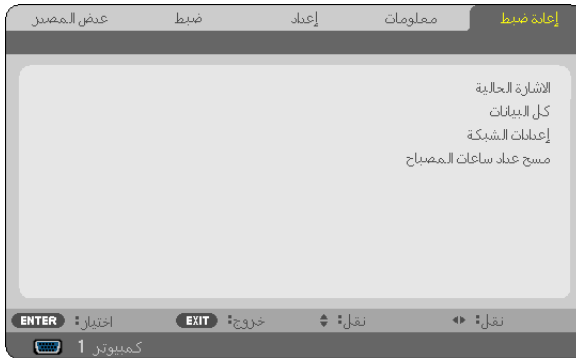 إعادة ضبط معلومات إعداد ضبط عرض المصدر
الاشارة الحالية
كل البيانات
إعدادات الشبكة
مسح عداد ساعات المصباح
نقل: نقل: خروج: EXIT اختيار: ENTER
كمبيوتر 1